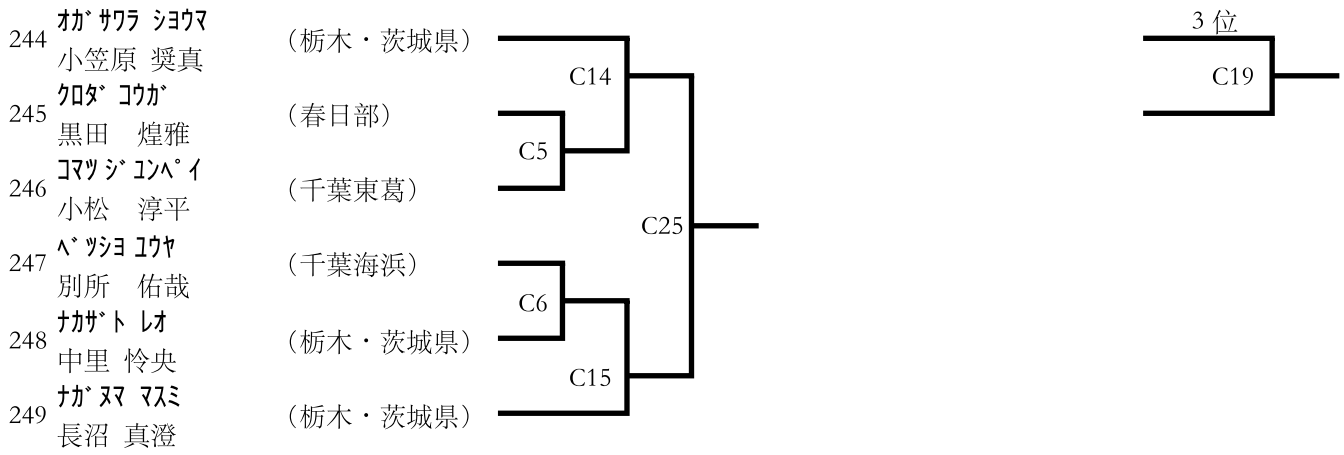 ｵｶﾞｻﾜﾗ ｼﾖｳﾏ
244 小笠原 奨真 （栃木・茨城県）
ｸﾛﾀﾞ ｺｳｶﾞ
245 黒田　煌雅 （春日部）
ｺﾏﾂ ｼﾞﾕﾝﾍﾟｲ
246 小松　淳平 （千葉東葛）
ﾍﾞﾂｼﾖ ﾕｳﾔ
247 別所　佑哉 （千葉海浜）
ﾅｶｻﾞﾄ ﾚｵ
248 中里 怜央 （栃木・茨城県）
ﾅｶﾞﾇﾏ ﾏｽﾐ
249 長沼 真澄 （栃木・茨城県）
C14
C5
C25
C6
C15
3 位
C19